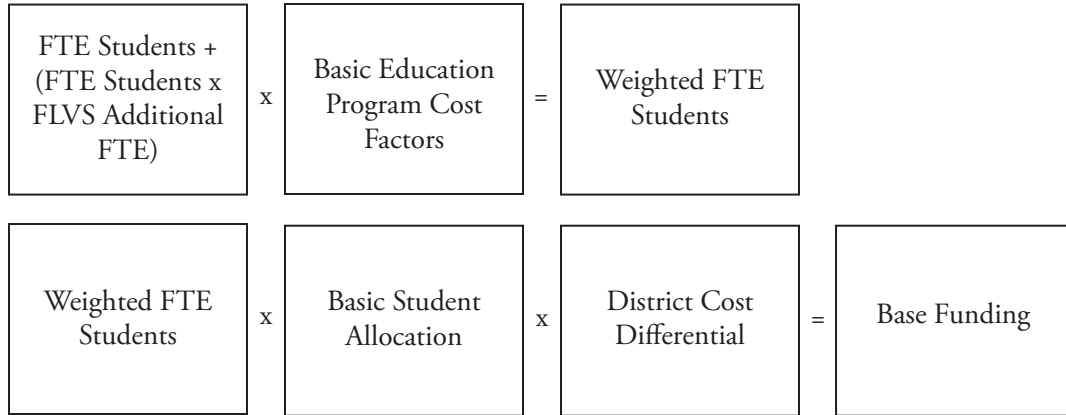 FTE Students +
(FTE Students x
FLVS Additional
FTE)
x
Basic Education
Program Cost
Factors
=
Weighted FTE
Students
Weighted FTE
Students
x
Basic Student
Allocation
x
District Cost
Differential
=
Base Funding